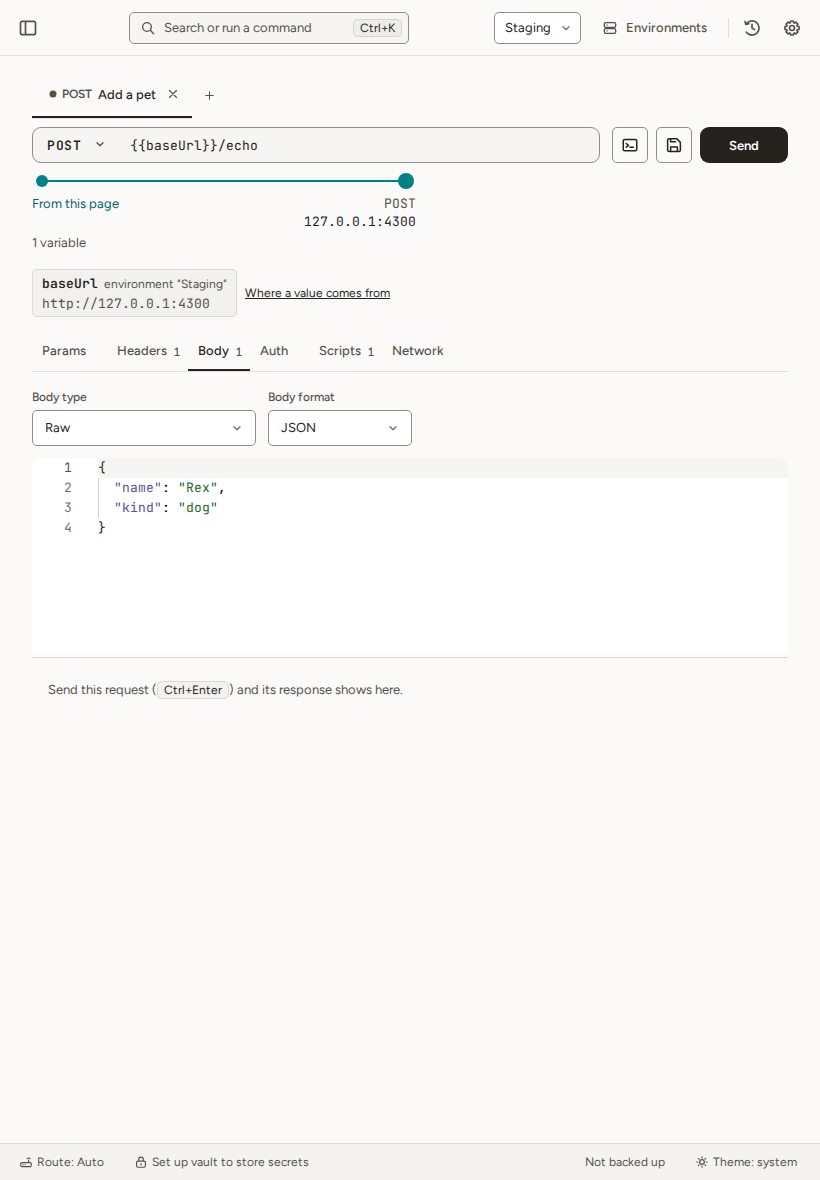 Search or run a command Ctrl+K Staging Environments
POST Add a pet
POST {{baseUrl}}/echo Send
From this page POST
127.0.0.1:4300
1 variable
baseUrl environment "Staging"
http://127.0.0.1:4300
Where a value comes from
Params Headers 1 Body 1 Auth Scripts 1 Network
Body type Body format
Raw JSON
1 {
2 "name": "Rex",
3 "kind": "dog"
4 }
Send this request (Ctrl+Enter) and its response shows here.
Route: Auto Set up vault to store secrets Not backed up Theme: system